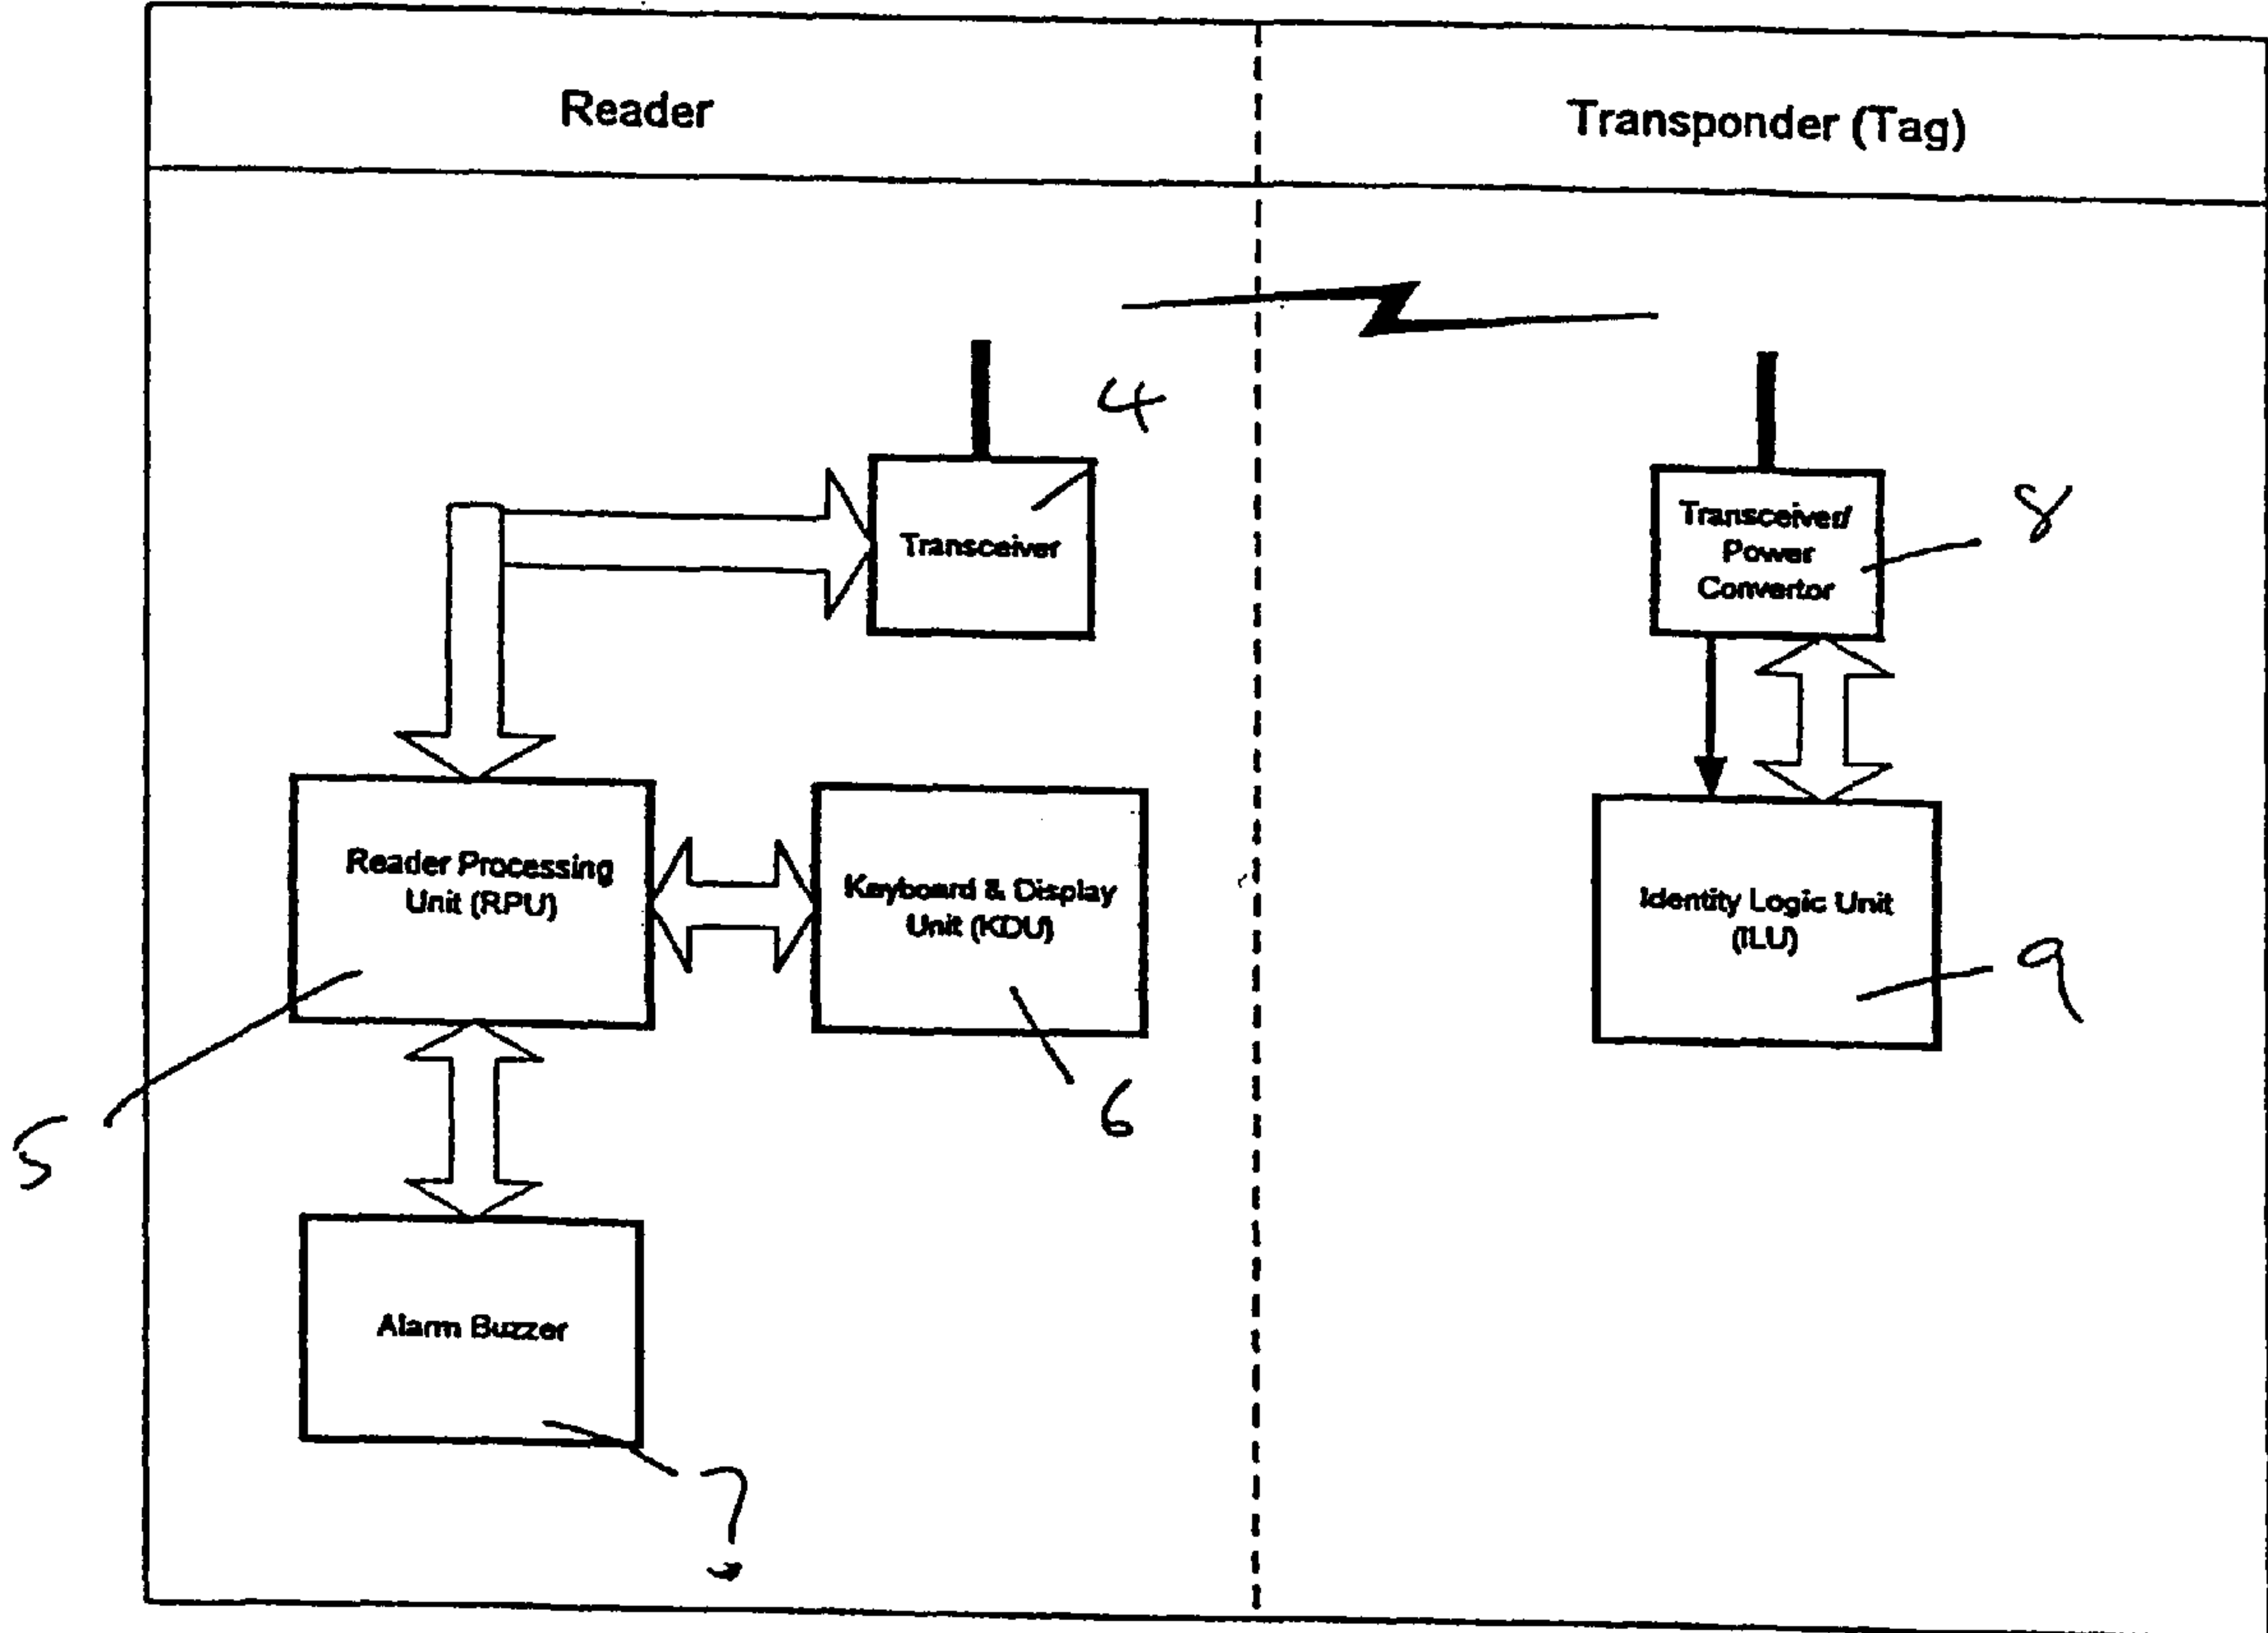 Reader
Transponder (Tag)
4
Transceiver
Transceiver/
Power
Convertor
8
Reader Processing
Unit (RPU)
Keyboard & Display
Unit (KDU)
Identity Logic Unit
(ILU)
9
5
6
Alarm Buzzer
7